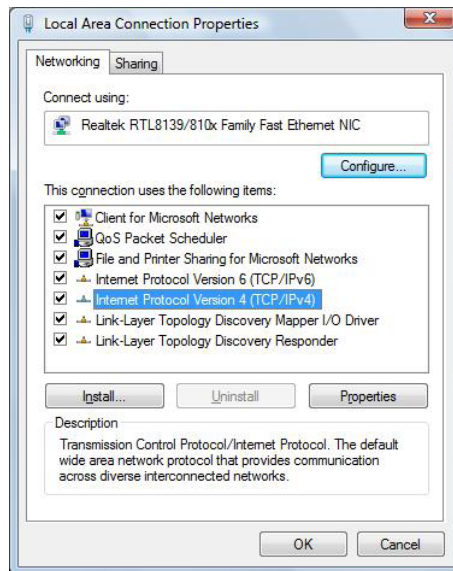 Local Area Connection Properties
Networking Sharing
Connect using:
Realtek RTL8139/810x Family Fast Ethernet NIC
Configure...
This connection uses the following items:
Client for Microsoft Networks
QoS Packet Scheduler
File and Printer Sharing for Microsoft Networks
Internet Protocol Version 6 (TCP/IPv6)
Internet Protocol Version 4 (TCP/IPv4)
Link-Layer Topology Discovery Mapper I/O Driver
Link-Layer Topology Discovery Responder
Install... Uninstall Properties
Description
Transmission Control Protocol/Internet Protocol. The default
wide area network protocol that provides communication
across diverse interconnected networks.
OK Cancel